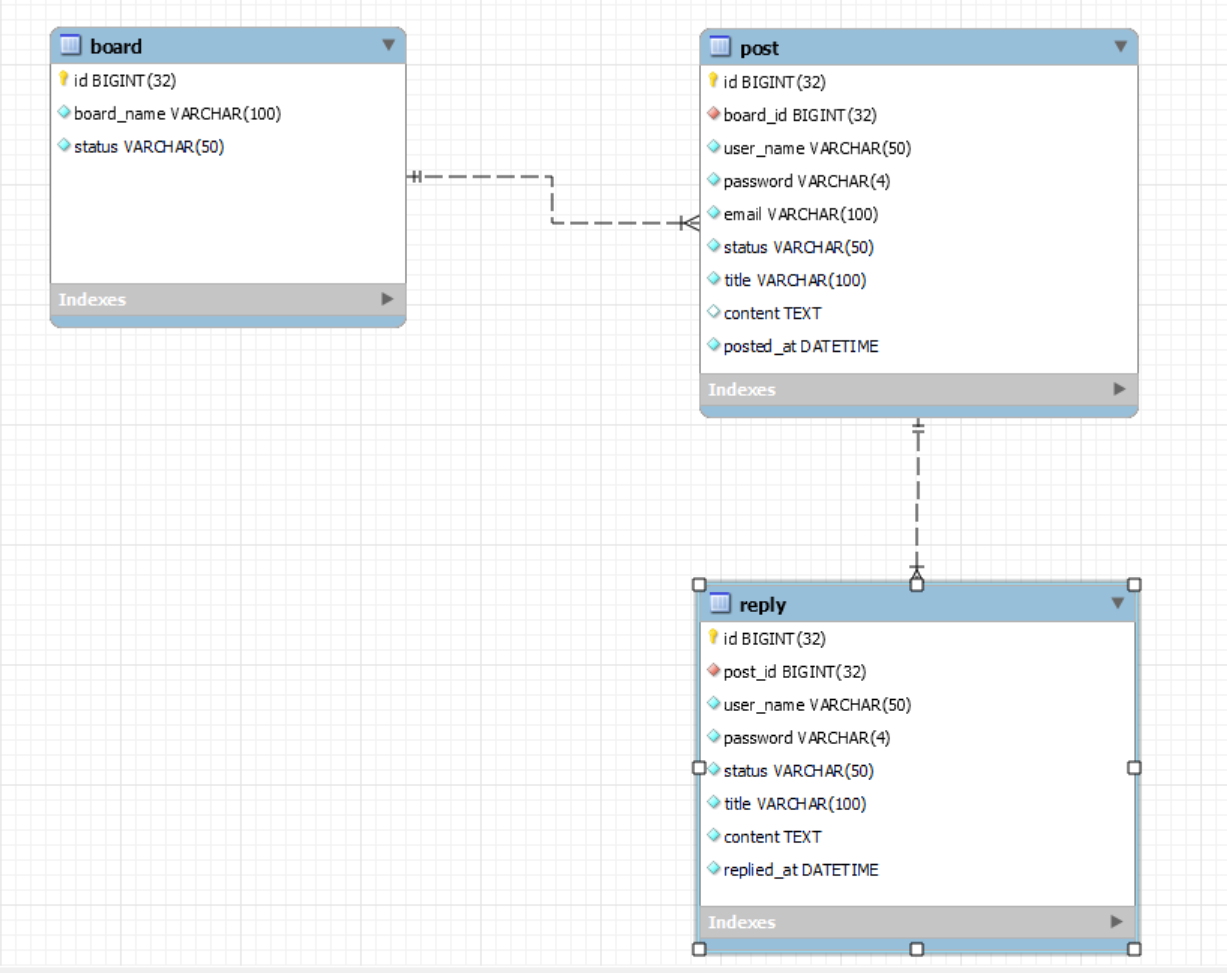 board
id BIGINT(32)
board_name VARCHAR(100)
status VARCHAR(50)
Indexes
post
id BIGINT(32)
board_id BIGINT(32)
user_name VARCHAR(50)
password VARCHAR(4)
email VARCHAR(100)
status VARCHAR(50)
title VARCHAR(100)
content TEXT
posted_at DATETIME
Indexes
reply
id BIGINT(32)
post_id BIGINT(32)
user_name VARCHAR(50)
password VARCHAR(4)
status VARCHAR(50)
title VARCHAR(100)
content TEXT
replied_at DATETIME
Indexes